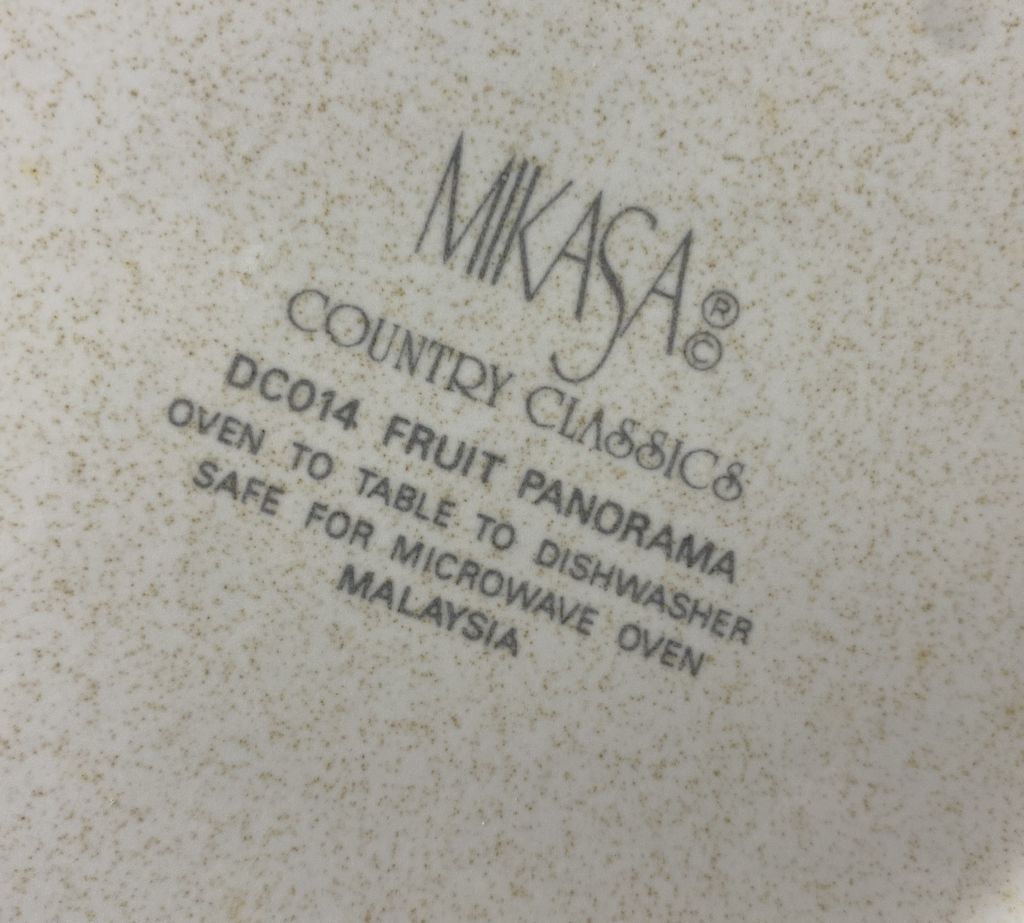 MIKASA ® ©
COUNTRY CLASSICS
DC014 FRUIT PANORAMA
OVEN TO TABLE TO DISHWASHER
SAFE FOR MICROWAVE OVEN
MALAYSIA